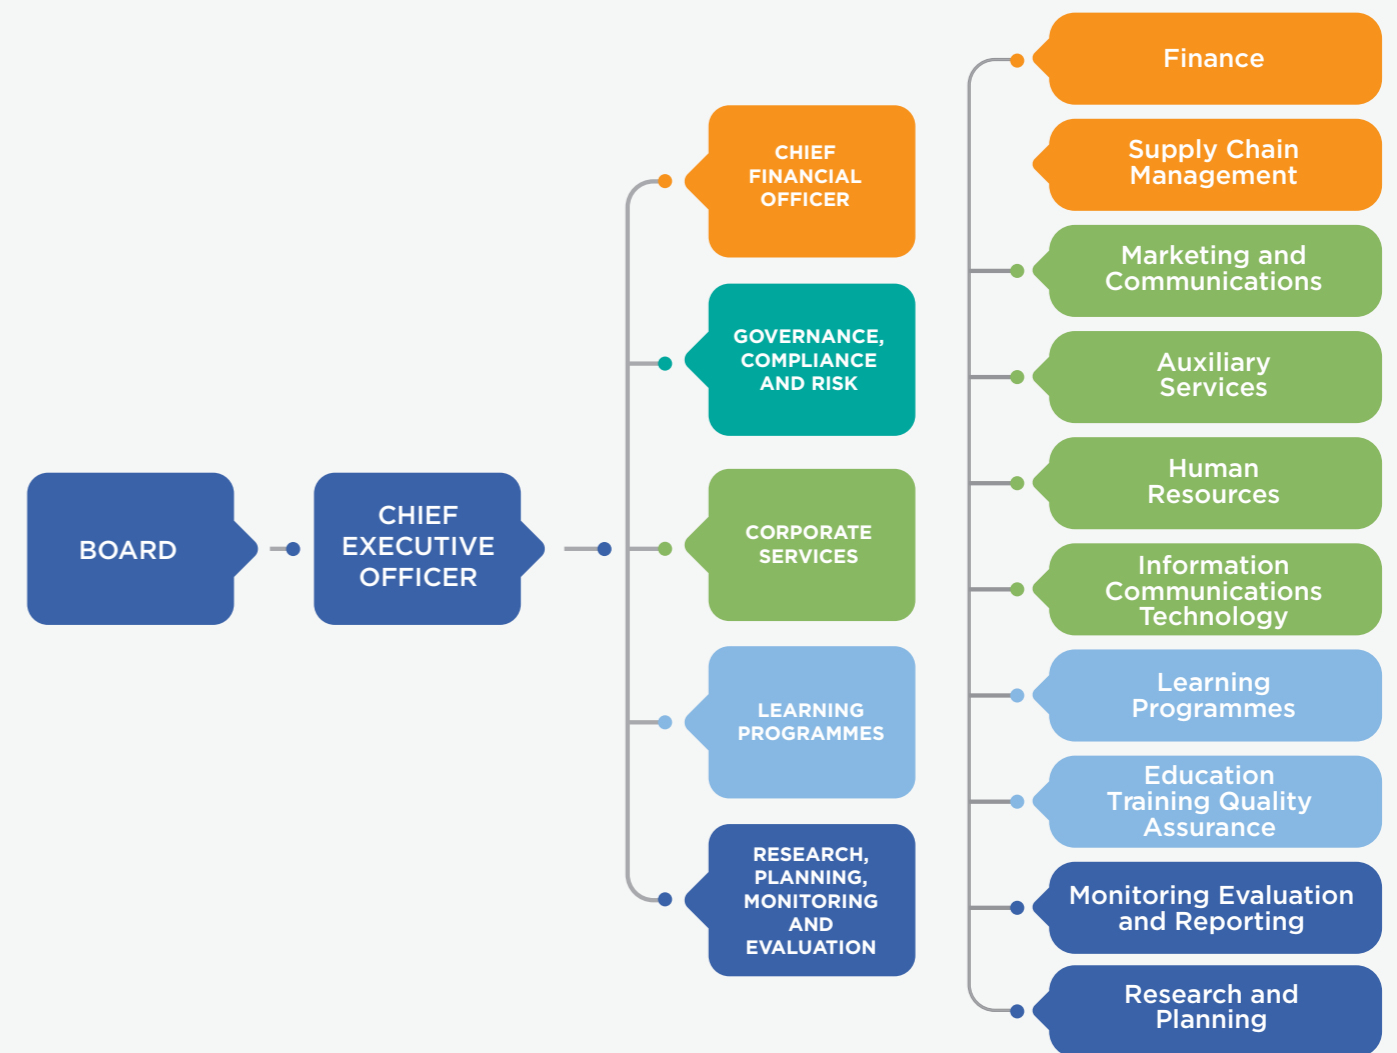 BOARD
CHIEF
EXECUTIVE
OFFICER
CHIEF
FINANCIAL
OFFICER
GOVERNANCE,
COMPLIANCE
AND RISK
CORPORATE
SERVICES
LEARNING
PROGRAMMES
RESEARCH,
PLANNING,
MONITORING
AND
EVALUATION
Finance
Supply Chain
Management
Marketing and
Communications
Auxiliary
Services
Human
Resources
Information
Communications
Technology
Learning
Programmes
Education
Training Quality
Assurance
Monitoring Evaluation
and Reporting
Research and
Planning